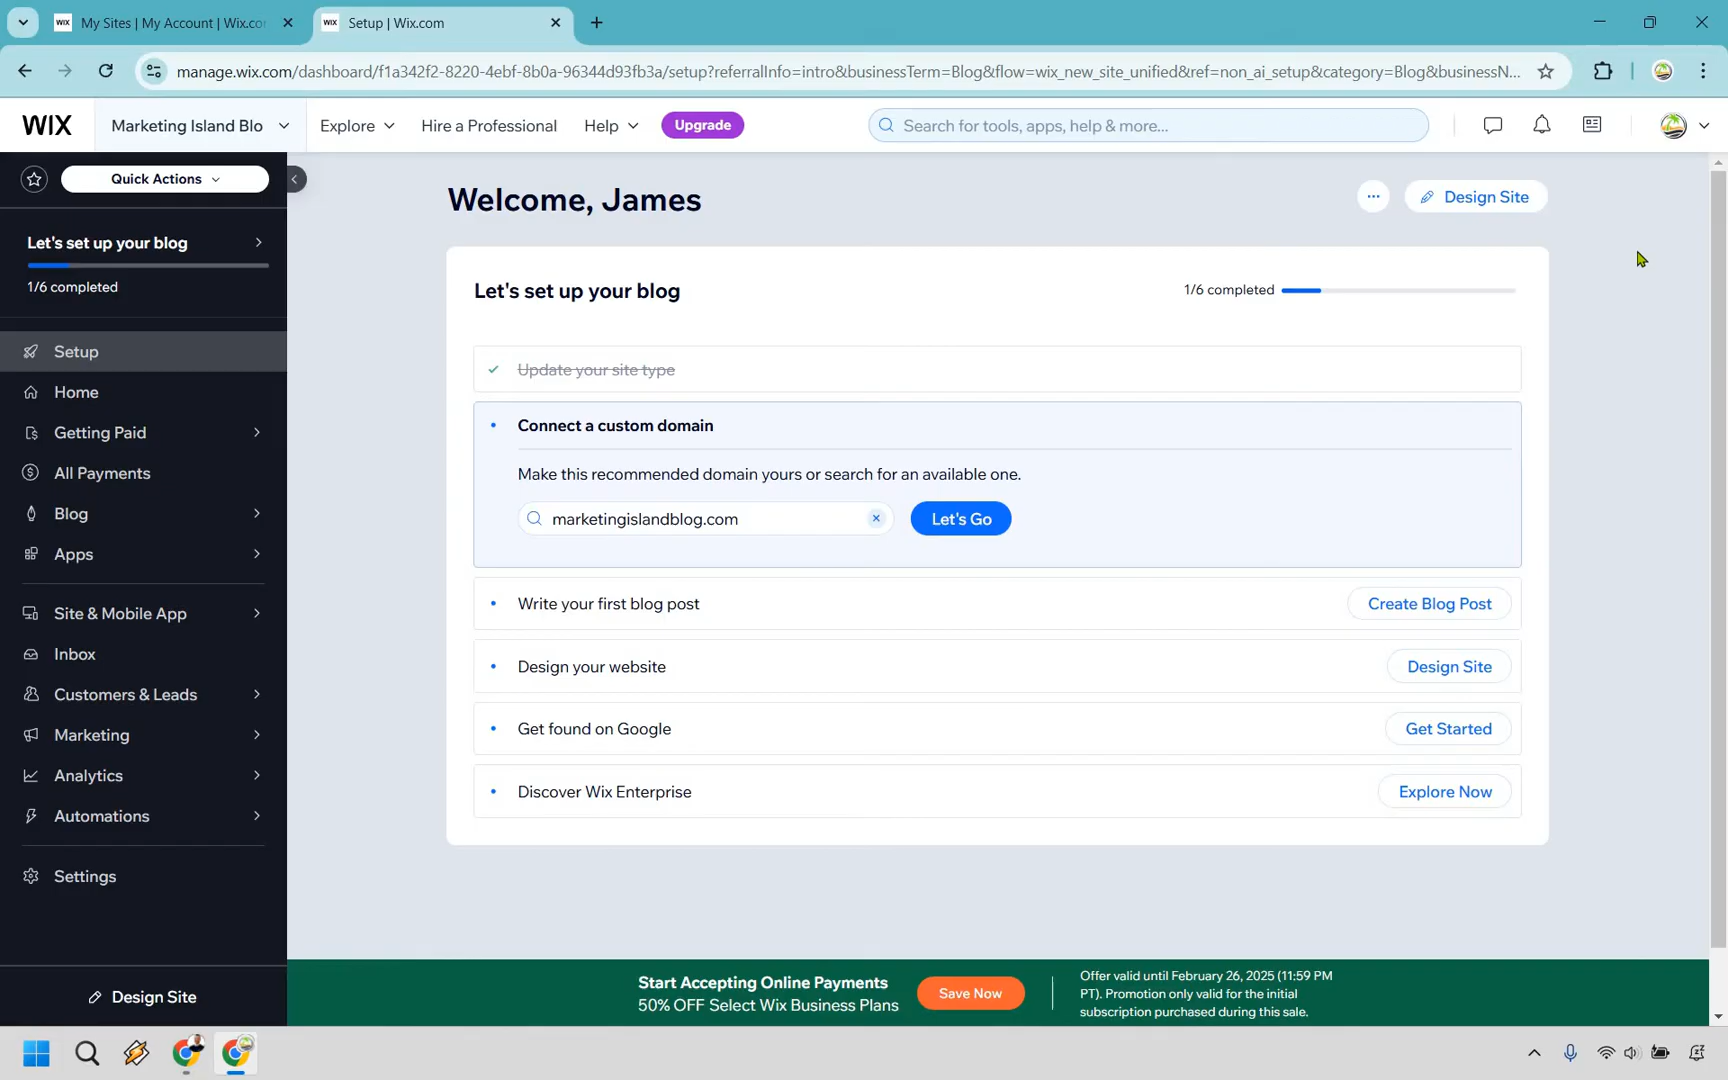 WIX My Sites | My Account | Wix.co
WIX Setup | Wix.com
manage.wix.com/dashboard/f1a342f2-8220-4ebf-8b0a-96344d93fb3a/setup?referralInfo=intro&businessTerm=Blog&flow=wix_new_site_unified&ref=non_ai_setup&category=Blog&businessN...
WIX
Marketing Island Blo
Explore
Hire a Professional
Help
Upgrade
Search for tools, apps, help & more...
Quick Actions
Let's set up your blog
1/6 completed
Setup
Home
Getting Paid
All Payments
Blog
Apps
Site & Mobile App
Inbox
Customers & Leads
Marketing
Analytics
Automations
Settings
Design Site
Welcome, James
... Design Site
Let's set up your blog
1/6 completed
Update your site type
Connect a custom domain
Make this recommended domain yours or search for an available one.
marketingislandblog.com
Let's Go
Write your first blog post
Create Blog Post
Design your website
Design Site
Get found on Google
Get Started
Discover Wix Enterprise
Explore Now
Start Accepting Online Payments
50% OFF Select Wix Business Plans
Save Now
Offer valid until February 26, 2025 (11:59 PM
PT). Promotion only valid for the initial
subscription purchased during this sale.